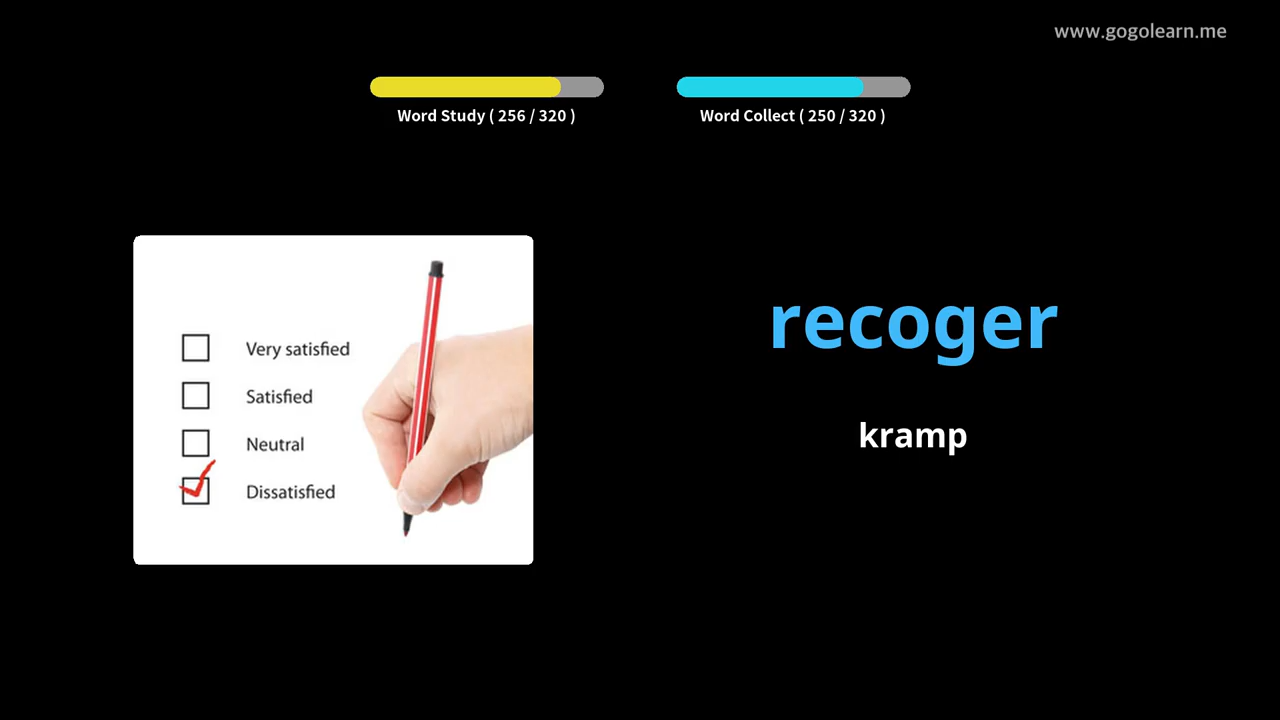 www.gogolearn.me
Word Study ( 256 / 320 )
Word Collect ( 250 / 320 )
Very satisfied
Satisfied
Neutral
Dissatisfied
recoger
kramp